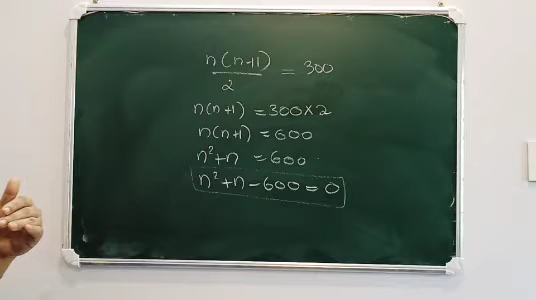 n(n+1)/2 = 300
n(n+1) = 300×2
n(n+1) = 600
n²+n = 600
n²+n-600=0